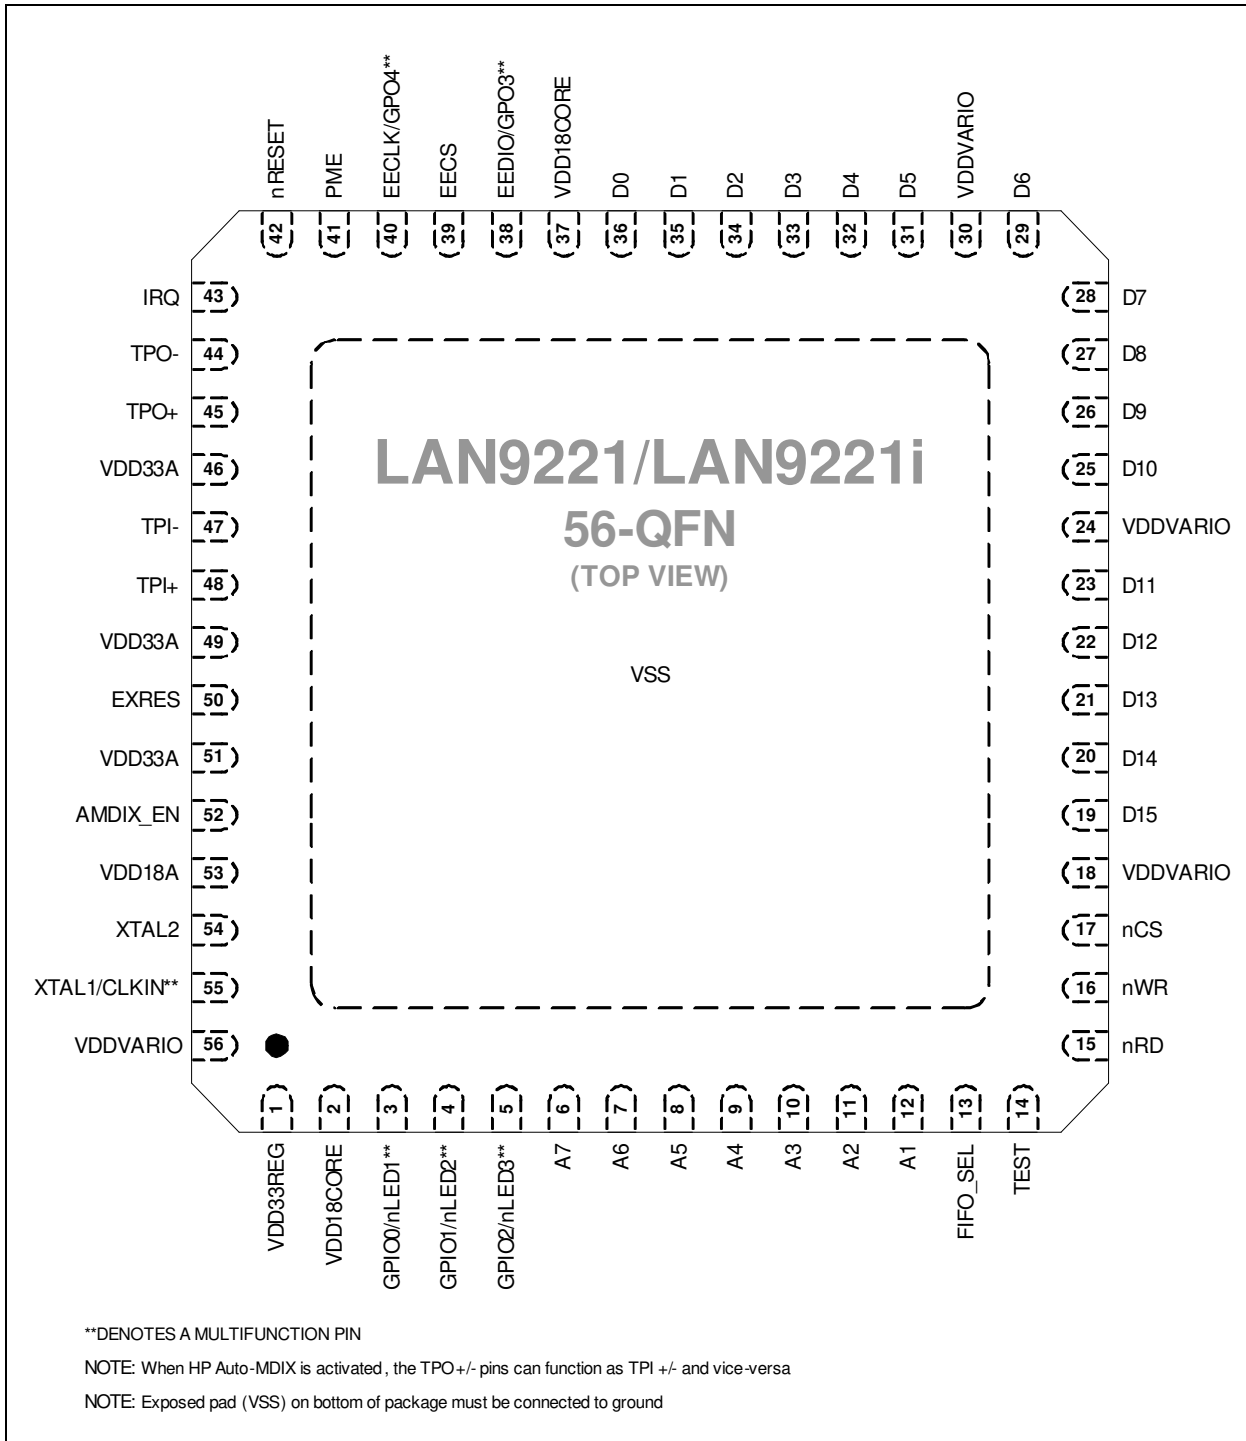 nRESET
PME
EECLK/GPO4**
EECS
EEDIO/GPO3**
VDD18CORE
D0
D1
D2
D3
D4
D5
VDDVARIO
D6
42
41
40
39
38
37
36
35
34
33
32
31
30
29
IRQ 43
28 D7
TPO- 44
27 D8
TPO+ 45
26 D9
VDD33A 46
25 D10
TPI- 47
24 VDDVARIO
TPI+ 48
23 D11
VDD33A 49
22 D12
EXRES 50
21 D13
VDD33A 51
20 D14
AMDIX_EN 52
19 D15
VDD18A 53
18 VDDVARIO
XTAL2 54
17 nCS
XTAL1/CLKIN** 55
16 nWR
VDDVARIO 56
15 nRD
LAN9221/LAN9221i
56-QFN
(TOP VIEW)
VSS
1
2
3
4
5
6
7
8
9
10
11
12
13
14
VDD33REG
VDD18CORE
GPIO0/nLED1**
GPIO1/nLED2**
GPIO2/nLED3**
A7
A6
A5
A4
A3
A2
A1
FIFO_SEL
TEST
**DENOTES A MULTIFUNCTION PIN
NOTE: When HP Auto-MDIX is activated, the TPO+/- pins can function as TPI +/- and vice-versa
NOTE: Exposed pad (VSS) on bottom of package must be connected to ground